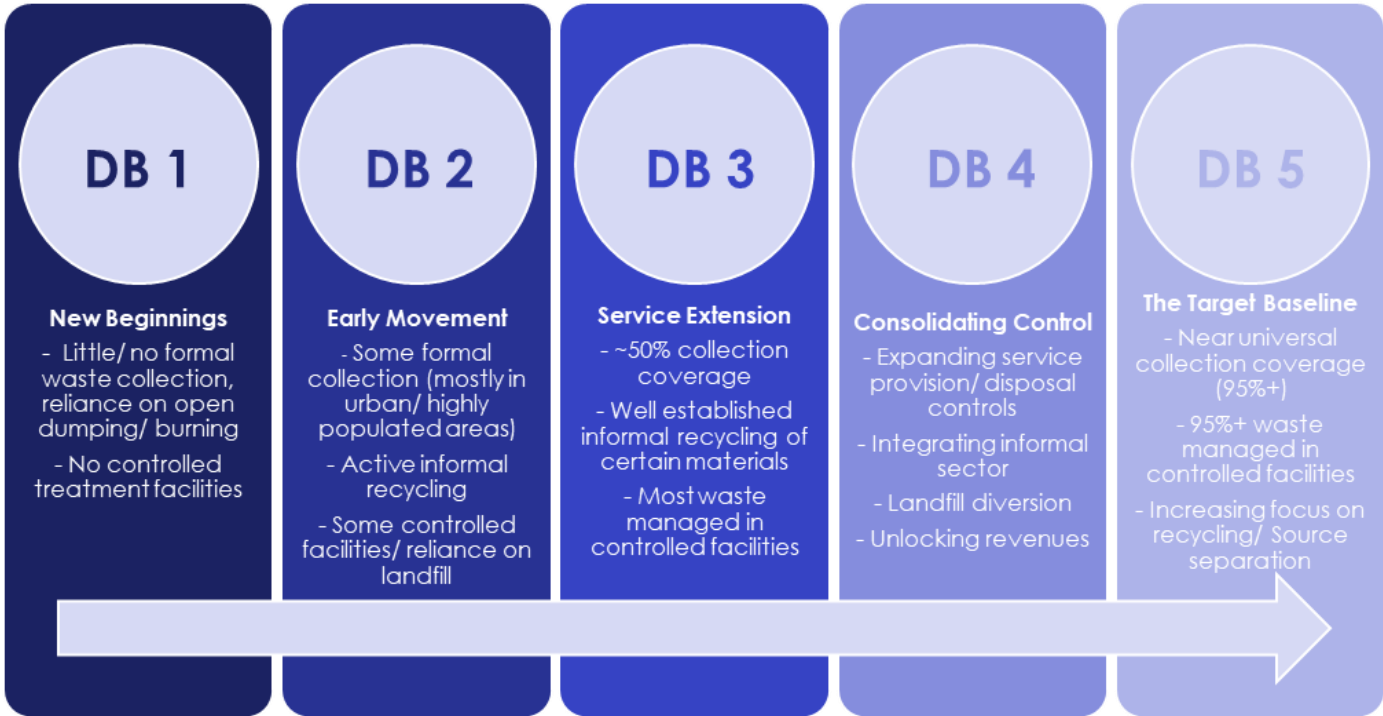 DB 1
New Beginnings
- Little/ no formal
waste collection,
reliance on open
dumping/ burning
- No controlled
treatment facilities
DB 2
Early Movement
- Some formal
collection (mostly in
urban/ highly
populated areas)
- Active informal
recycling
- Some controlled
facilities/ reliance on
landfill
DB 3
Service Extension
- ~50% collection
coverage
- Well established
informal recycling of
certain materials
- Most waste
managed in
controlled facilities
DB 4
Consolidating Control
- Expanding service
provision/ disposal
controls
- Integrating informal
sector
- Landfill diversion
- Unlocking revenues
DB 5
The Target Baseline
- Near universal
collection coverage
(95%+)
- 95%+ waste
managed in
controlled facilities
- Increasing focus on
recycling/ Source
separation